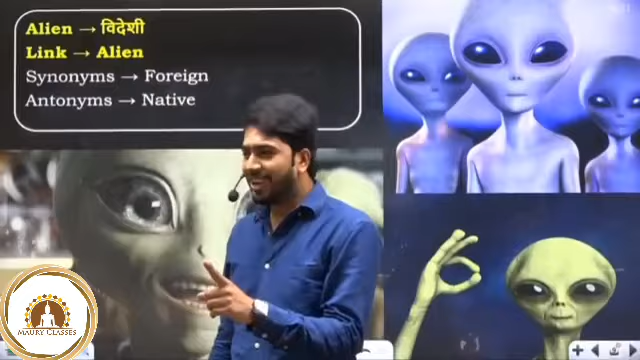 Alien → विदेशी
Link → Alien
Synonyms → Foreign
Antonyms → Native
MAURY CLASSES